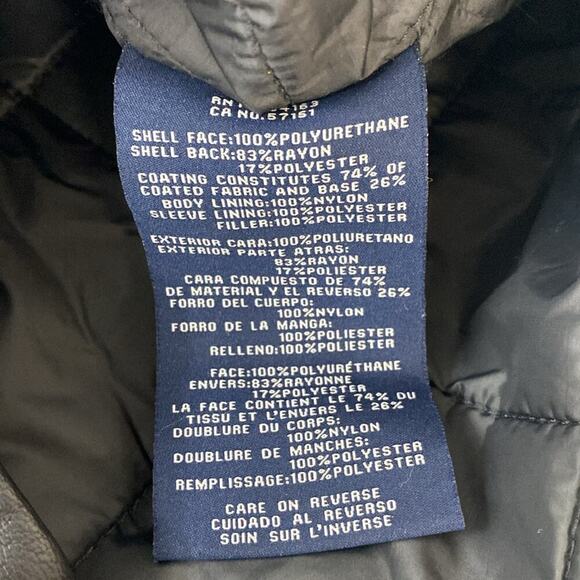 RN
CA NO.57151
SHELL FACE:100%POLYURETHANE
SHELL BACK:83%RAYON
17%POLYESTER
COATING CONSTITUTES 74% OF
COATED FABRIC AND BASE 26%
BODY LINING:100%NYLON
SLEEVE LINING:100%POLYESTER
FILLER:100%POLYESTER
EXTERIOR CARA:100%POLIURETANO
EXTERIOR PARTE ATRAS:
83%RAYON
17%POLIESTER
CARA COMPUESTO DE 74%
DE MATERIAL Y EL REVERSO 26%
FORRO DEL CUERPO:
100%NYLON
FORRO DE LA MANGA:
100%POLIESTER
RELLENO:100%POLIESTER
FACE:100%POLYURÉTHANE
ENVERS:83%RAYONNE
17%POLYESTER
LA FACE CONTIENT LE 74% DU
TISSU ET L'ENVERS LE 26%
DOUBLURE DU CORPS:
100%NYLON
DOUBLURE DE MANCHES:
100%POLYESTER
REMPLISSAGE:100%POLYESTER
CARE ON REVERSE
CUIDADO AL REVERSO
SOIN SUR L'INVERSE